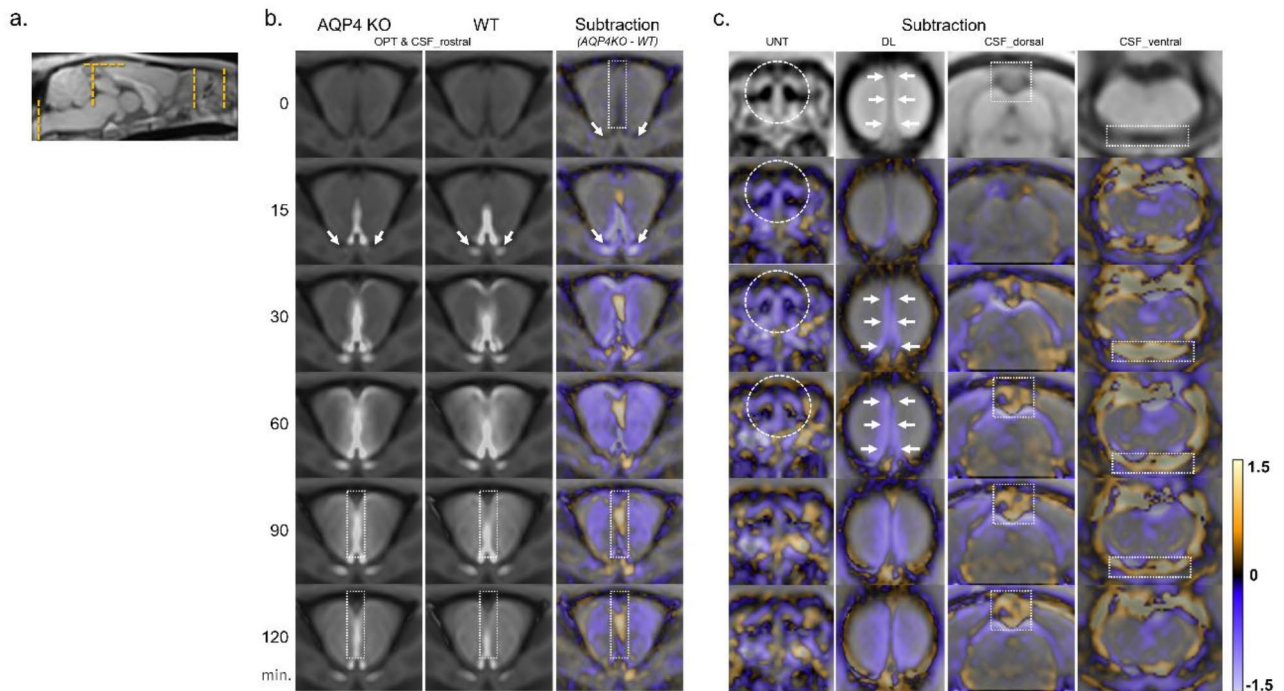 a.
b.
AQP4 KO
WT
Subtraction
OPT & CSF_rostral
(AQP4KO - WT)
0
15
30
60
90
120
min.
c.
Subtraction
UNT
DL
CSF_dorsal
CSF_ventral
1.5
0
-1.5